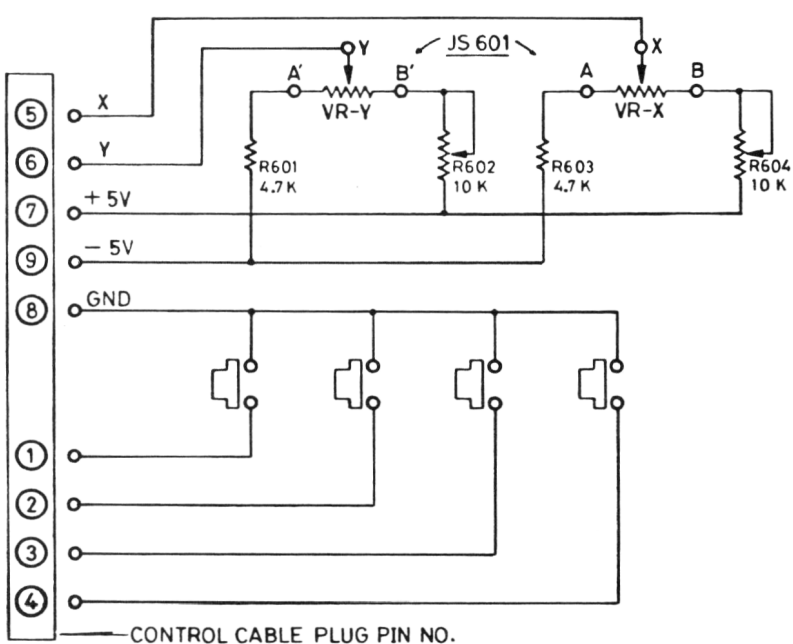 JS 601
Y
X
A'
B'
A
B
VR-Y
VR-X
5
X
6
Y
R601
4.7 K
R602
10 K
R603
4.7 K
R604
10 K
7
+ 5V
9
− 5V
8
GND
1
2
3
4
CONTROL CABLE PLUG PIN NO.